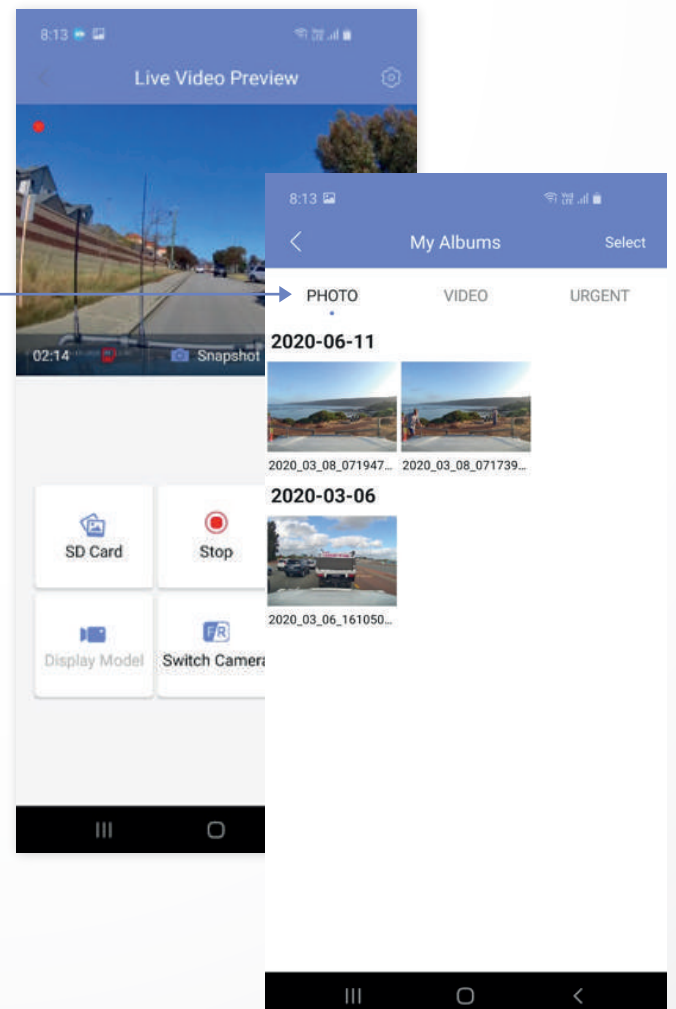 8:13
Live Video Preview
02:14
Snapshot
SD Card
Stop
Display Model
Switch Camera
8:13
My Albums
Select
PHOTO
VIDEO
URGENT
2020-06-11
2020_03_08_071947...
2020_03_08_071739...
2020-03-06
2020_03_06_161050...